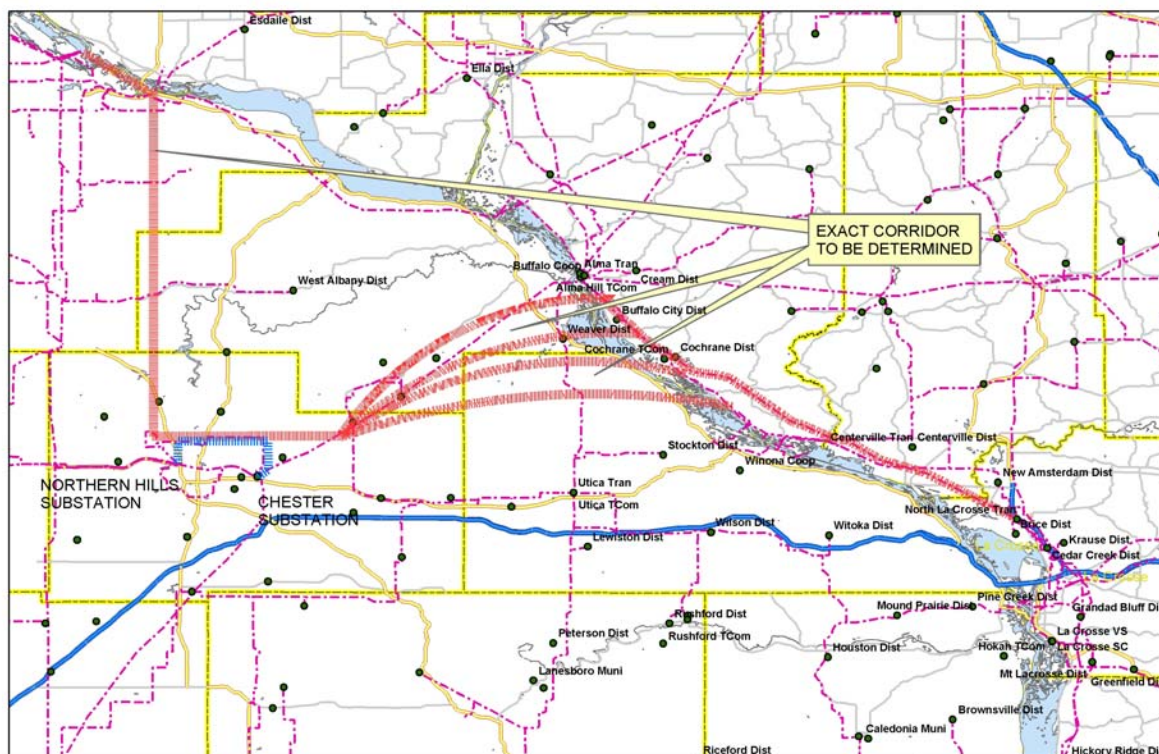 Esdaile Dist
Ella Dist
EXACT CORRIDOR
TO BE DETERMINED
Buffalo Coop
Alma Tran
West Albany Dist
Cream Dist
Alma Hill TCom
Buffalo City Dist
Weaver Dist
Cochrane TCom
Cochrane Dist
Centerville Tran
Centerville Dist
Stockton Dist
Winona Coop
New Amsterdam Dist
NORTHERN HILLS
SUBSTATION
Utica Tran
CHESTER
SUBSTATION
Utica TCom
North La Crosse Tran
Wilson Dist
Witoka Dist
Brice Dist
Lewiston Dist
Krause Dist
Cedar Creek Dist
Pine Creek Dist
Mound Prairie Dist
Grandad Bluff Di
Rushford Dist
Peterson Dist
Rushford TCom
La Crosse VS
Houston Dist
Hokah TCom
La Crosse SC
Lanesboro Muni
Mt Lacrosse Dist
Greenfield Di
Brownsville Dist
Caledonia Muni
Riceford Dist
Hickory Ridge Di